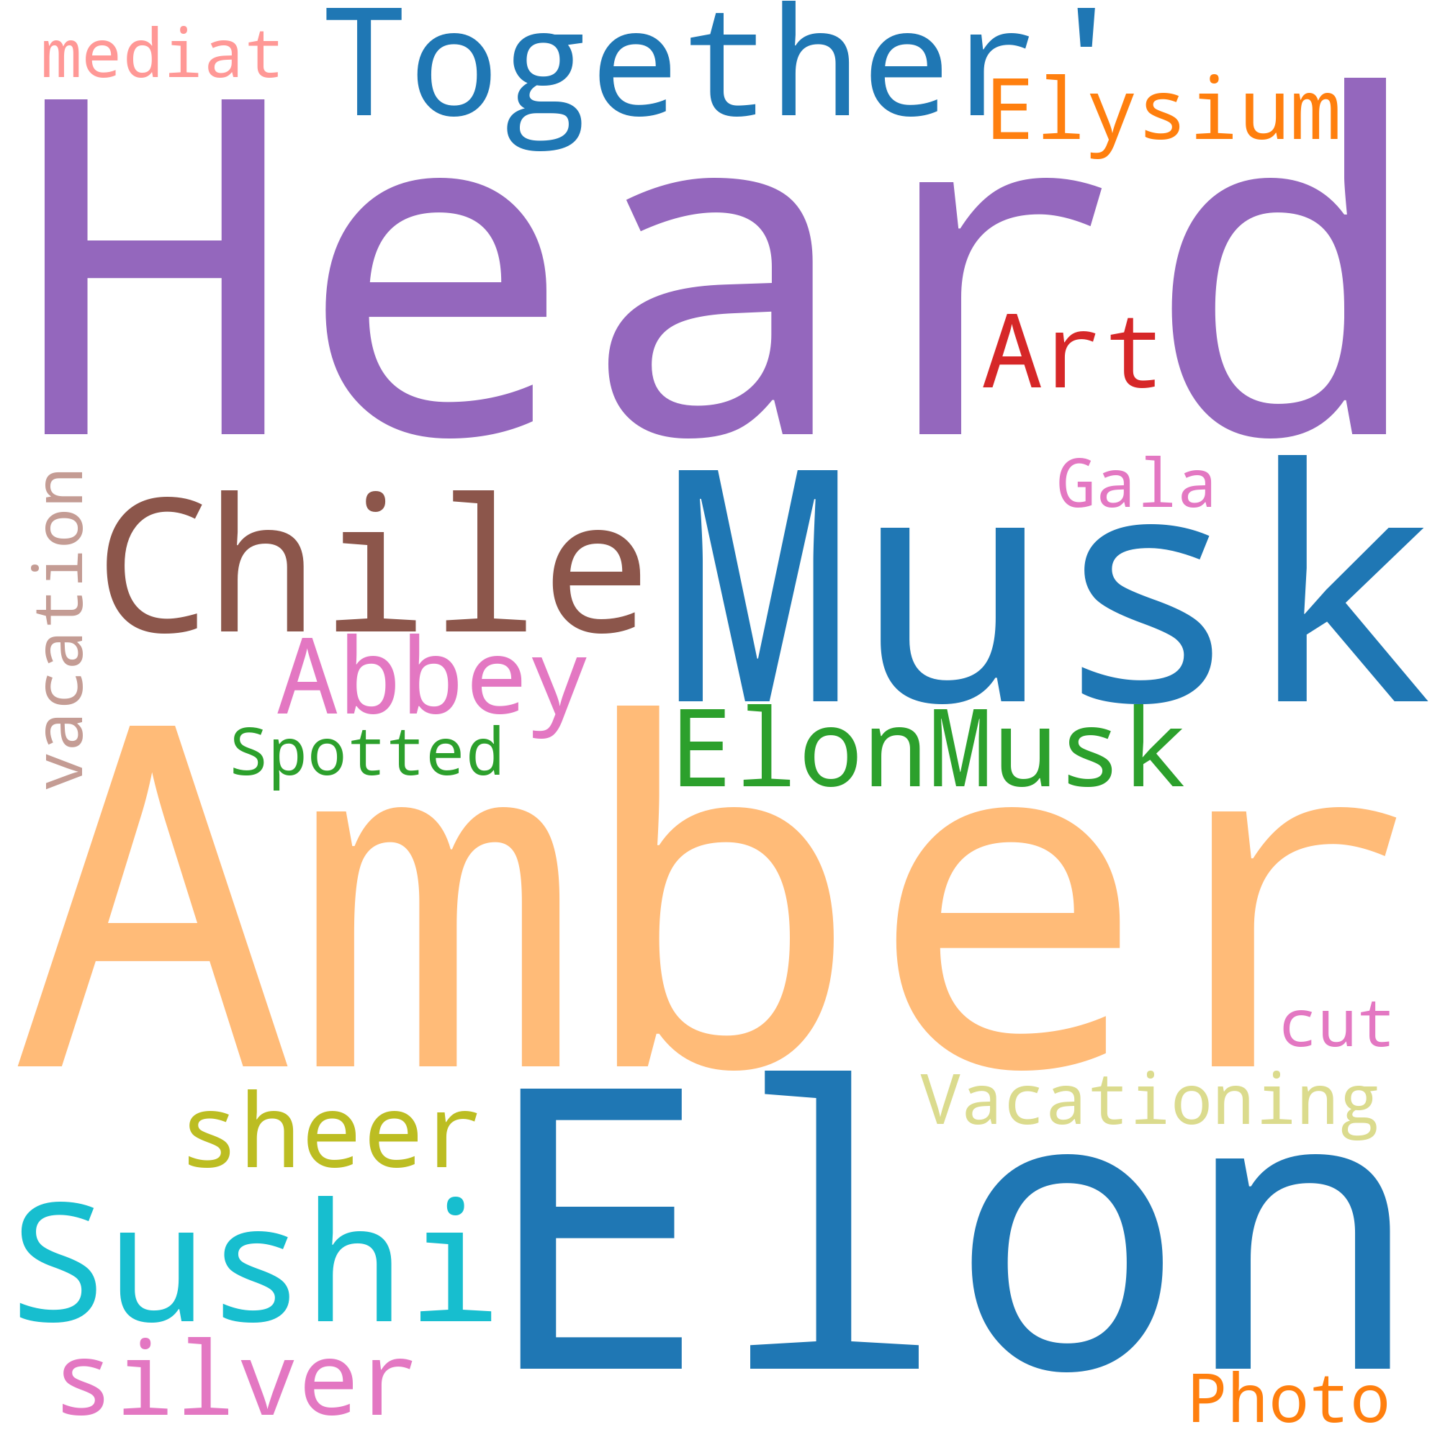 mediat
Together'
Elysium
Heard
Art
Gala
vacation
Chile
Musk
Abbey
Spotted
ElonMusk
Amber
cut
Vacationing
sheer
Elon
Sushi
silver
Photo